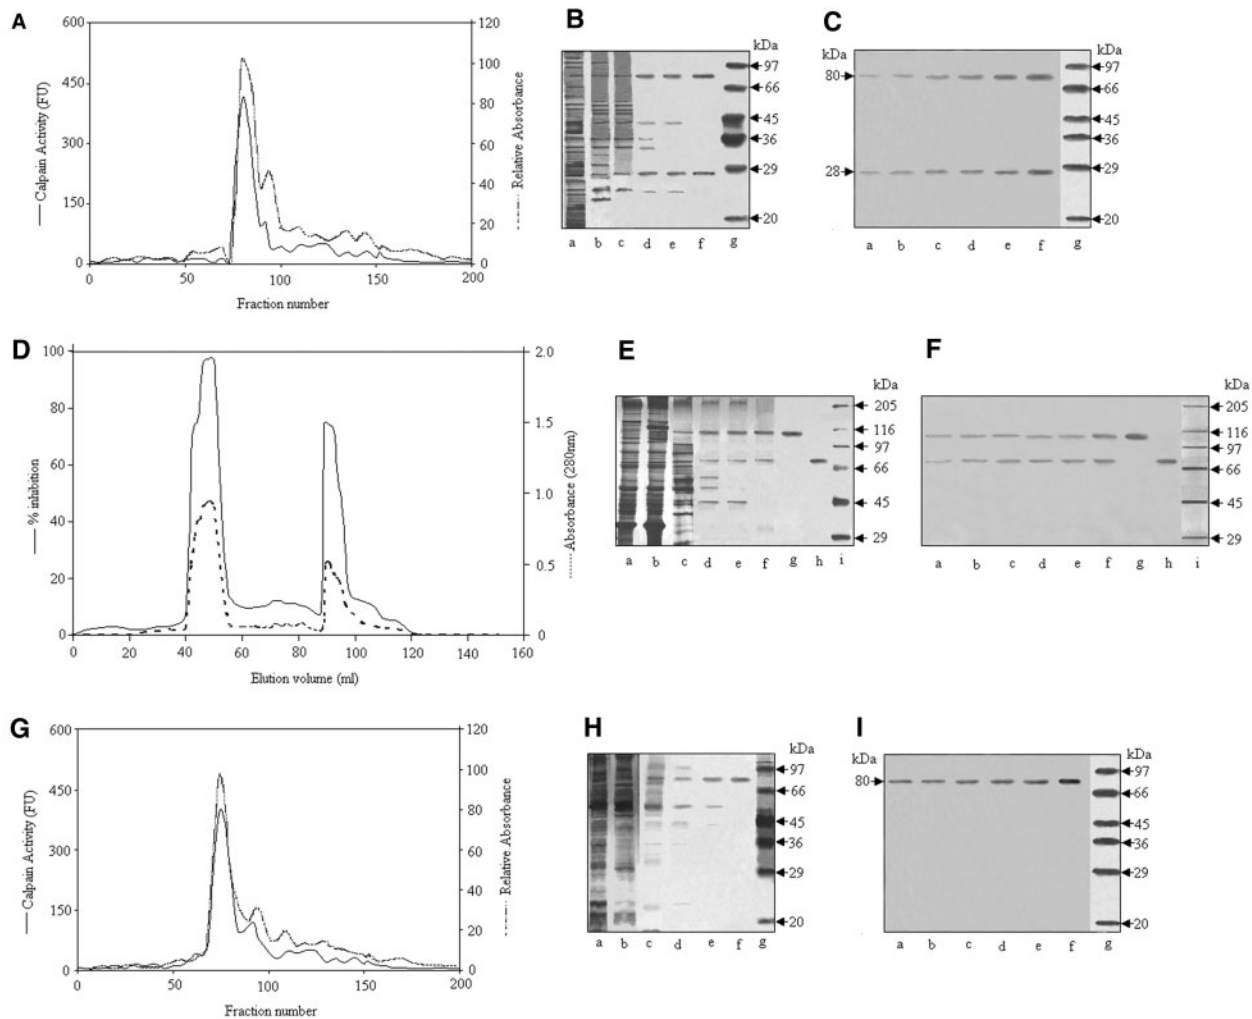 A
600
450
300
150
0
Calpain Activity (FU)
120
100
80
60
40
20
0
Relative Absorbance
0
50
100
150
200
Fraction number
B
kDa
97
66
45
36
29
20
a b c d e f g
C
kDa
80
28
kDa
97
66
45
36
29
20
a b c d e f g
D
100
80
60
40
20
0
% inhibition
2.0
1.5
1.0
0.5
0
Absorbance (280nm)
0 20 40 60 80 100 120 140 160
Elution volume (ml)
E
kDa
205
116
97
66
45
29
a b c d e f g h i
F
kDa
205
116
97
66
45
29
a b c d e f g h i
G
600
450
300
150
0
Calpain Activity (FU)
120
100
80
60
40
20
0
Relative Absorbance
0 50 100 150 200
Fraction number
H
kDa
97
66
45
36
29
20
a b c d e f g
I
kDa
80
kDa
97
66
45
36
29
20
a b c d e f g